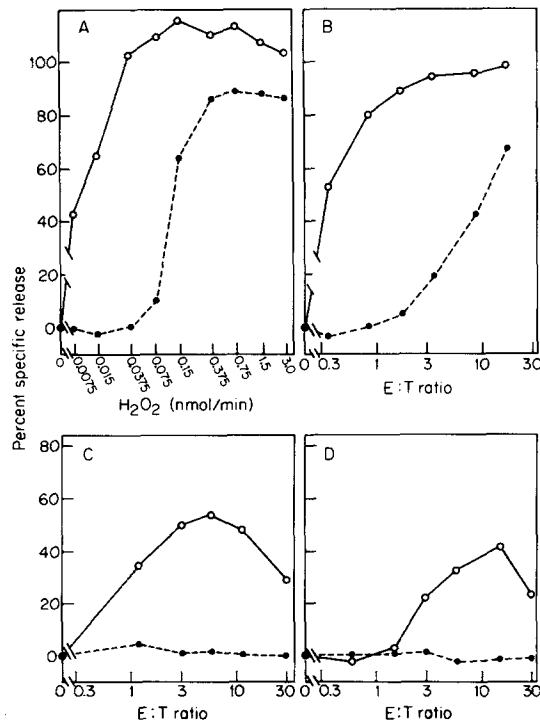 A
B
Percent specific release
100
80
60
40
20
0
0 0.0075 0.015 0.0375 0.075 0.15 0.375 0.75 1.5 3.0
H₂O₂ (nmol/min)
0 0.3 1 3 10 30
E:T ratio
C
D
80
60
40
20
0
0 0.3 1 3 10 30
E:T ratio
0 0.3 1 3 10 30
E:T ratio